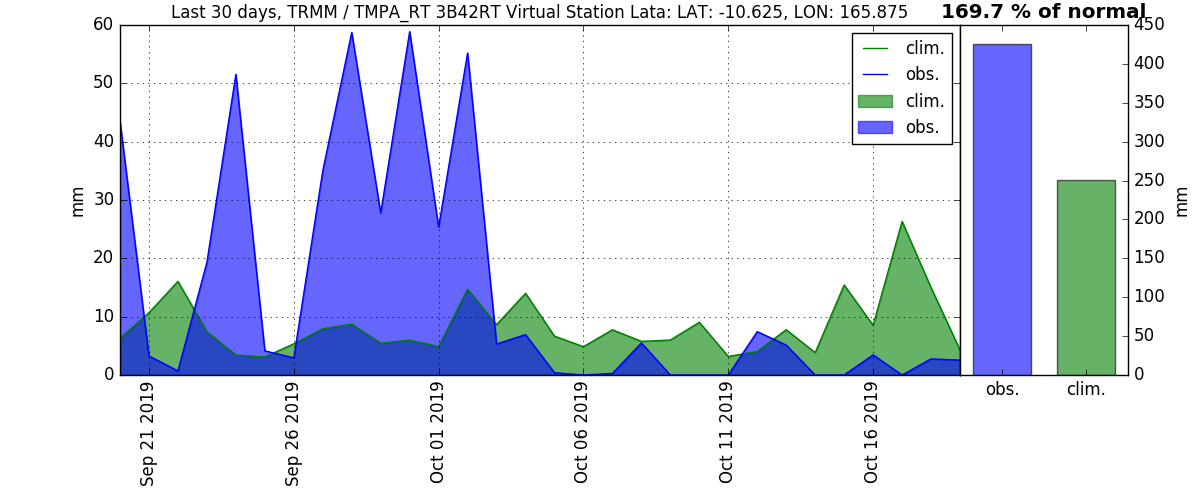 Last 30 days, TRMM / TMPA_RT 3B42RT Virtual Station Lata: LAT: -10.625, LON: 165.875
169.7 % of normal
60
50
40
30
20
10
0
mm
clim.
obs.
clim.
obs.
Sep 21 2019
Sep 26 2019
Oct 01 2019
Oct 06 2019
Oct 11 2019
Oct 16 2019
450
400
350
300
250
200
150
100
50
0
mm
obs.
clim.